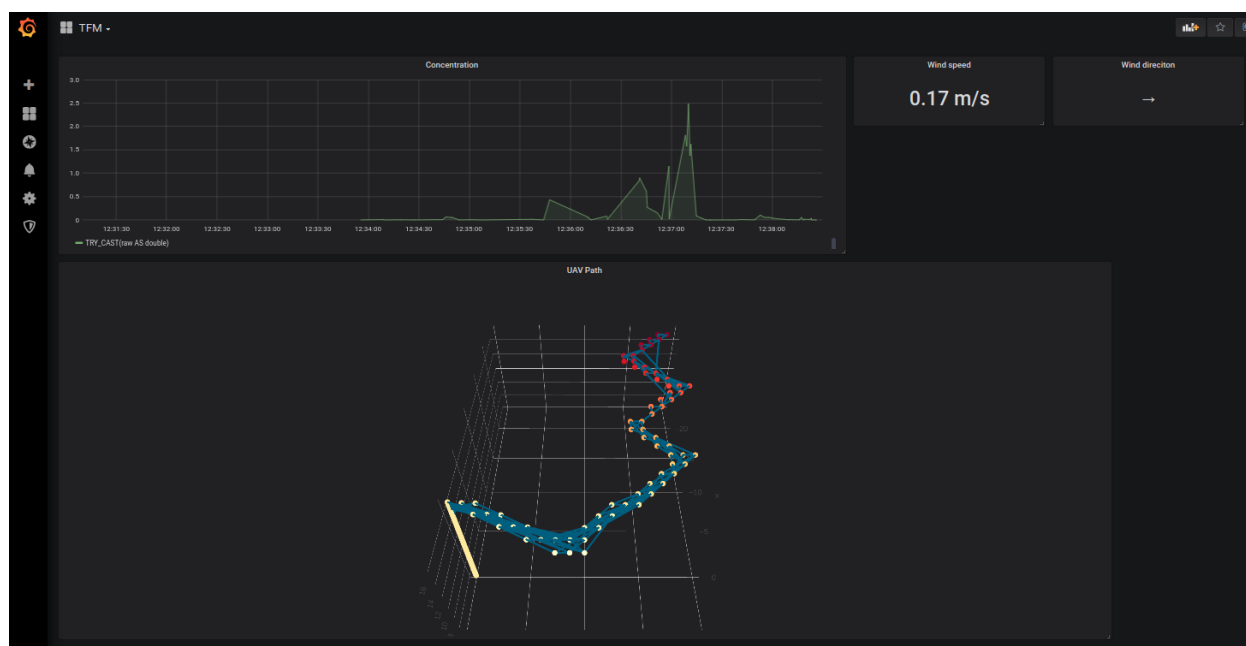 TFM
Concentration
3.0
2.5
2.0
1.5
1.0
0.5
0
12:31:30 12:32:00 12:32:30 12:33:00 12:33:30 12:34:00 12:34:30 12:35:00 12:35:30 12:36:00 12:36:30 12:37:00 12:37:30 12:38:00
TRY_CAST(raw AS double)
Wind speed
0.17 m/s
Wind direciton
→
UAV Path
-10
-5
0